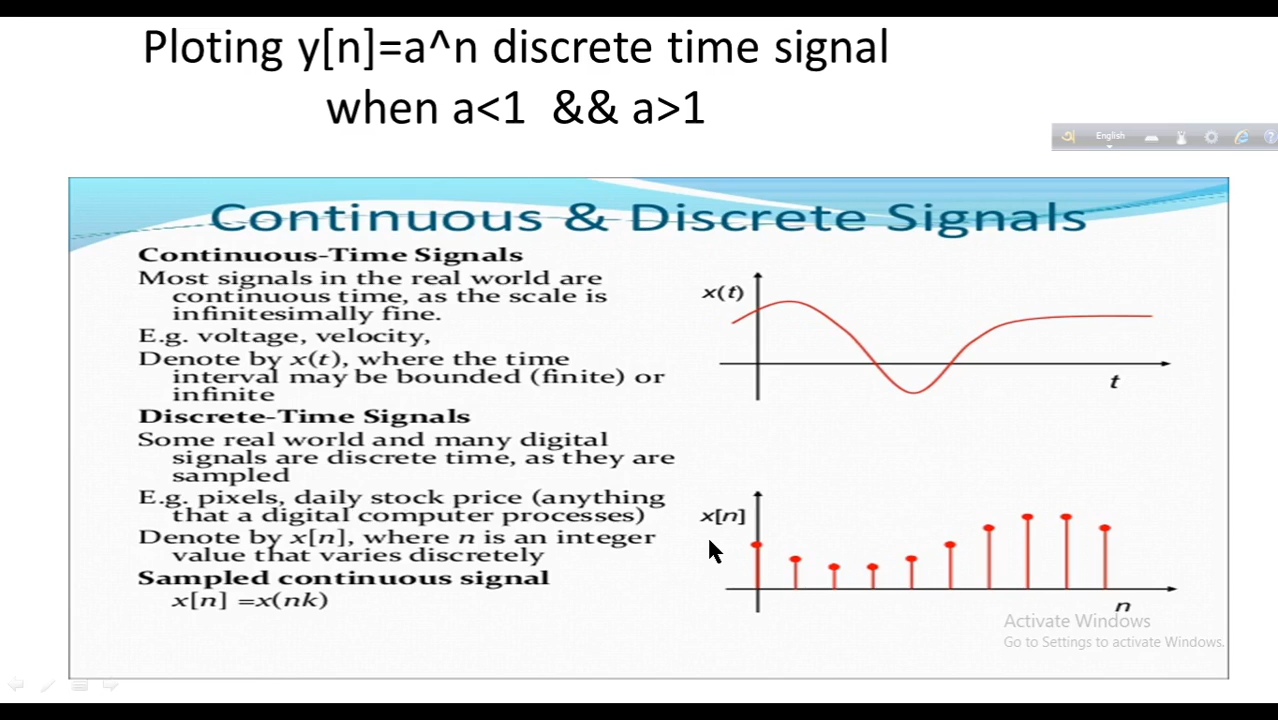 Ploting y[n]=a^n discrete time signal
when a<1 && a>1
English
Continuous & Discrete Signals
Continuous-Time Signals
Most signals in the real world are
continuous time, as the scale is
infinitesimally fine.
E.g. voltage, velocity,
Denote by x(t), where the time
interval may be bounded (finite) or
infinite
Discrete-Time Signals
Some real world and many digital
signals are discrete time, as they are
sampled
E.g. pixels, daily stock price (anything
that a digital computer processes)
Denote by x[n], where n is an integer
value that varies discretely
Sampled continuous signal
x[n] =x(nk)
x(t)
t
x[n]
n
Activate Windows
Go to Settings to activate Windows.